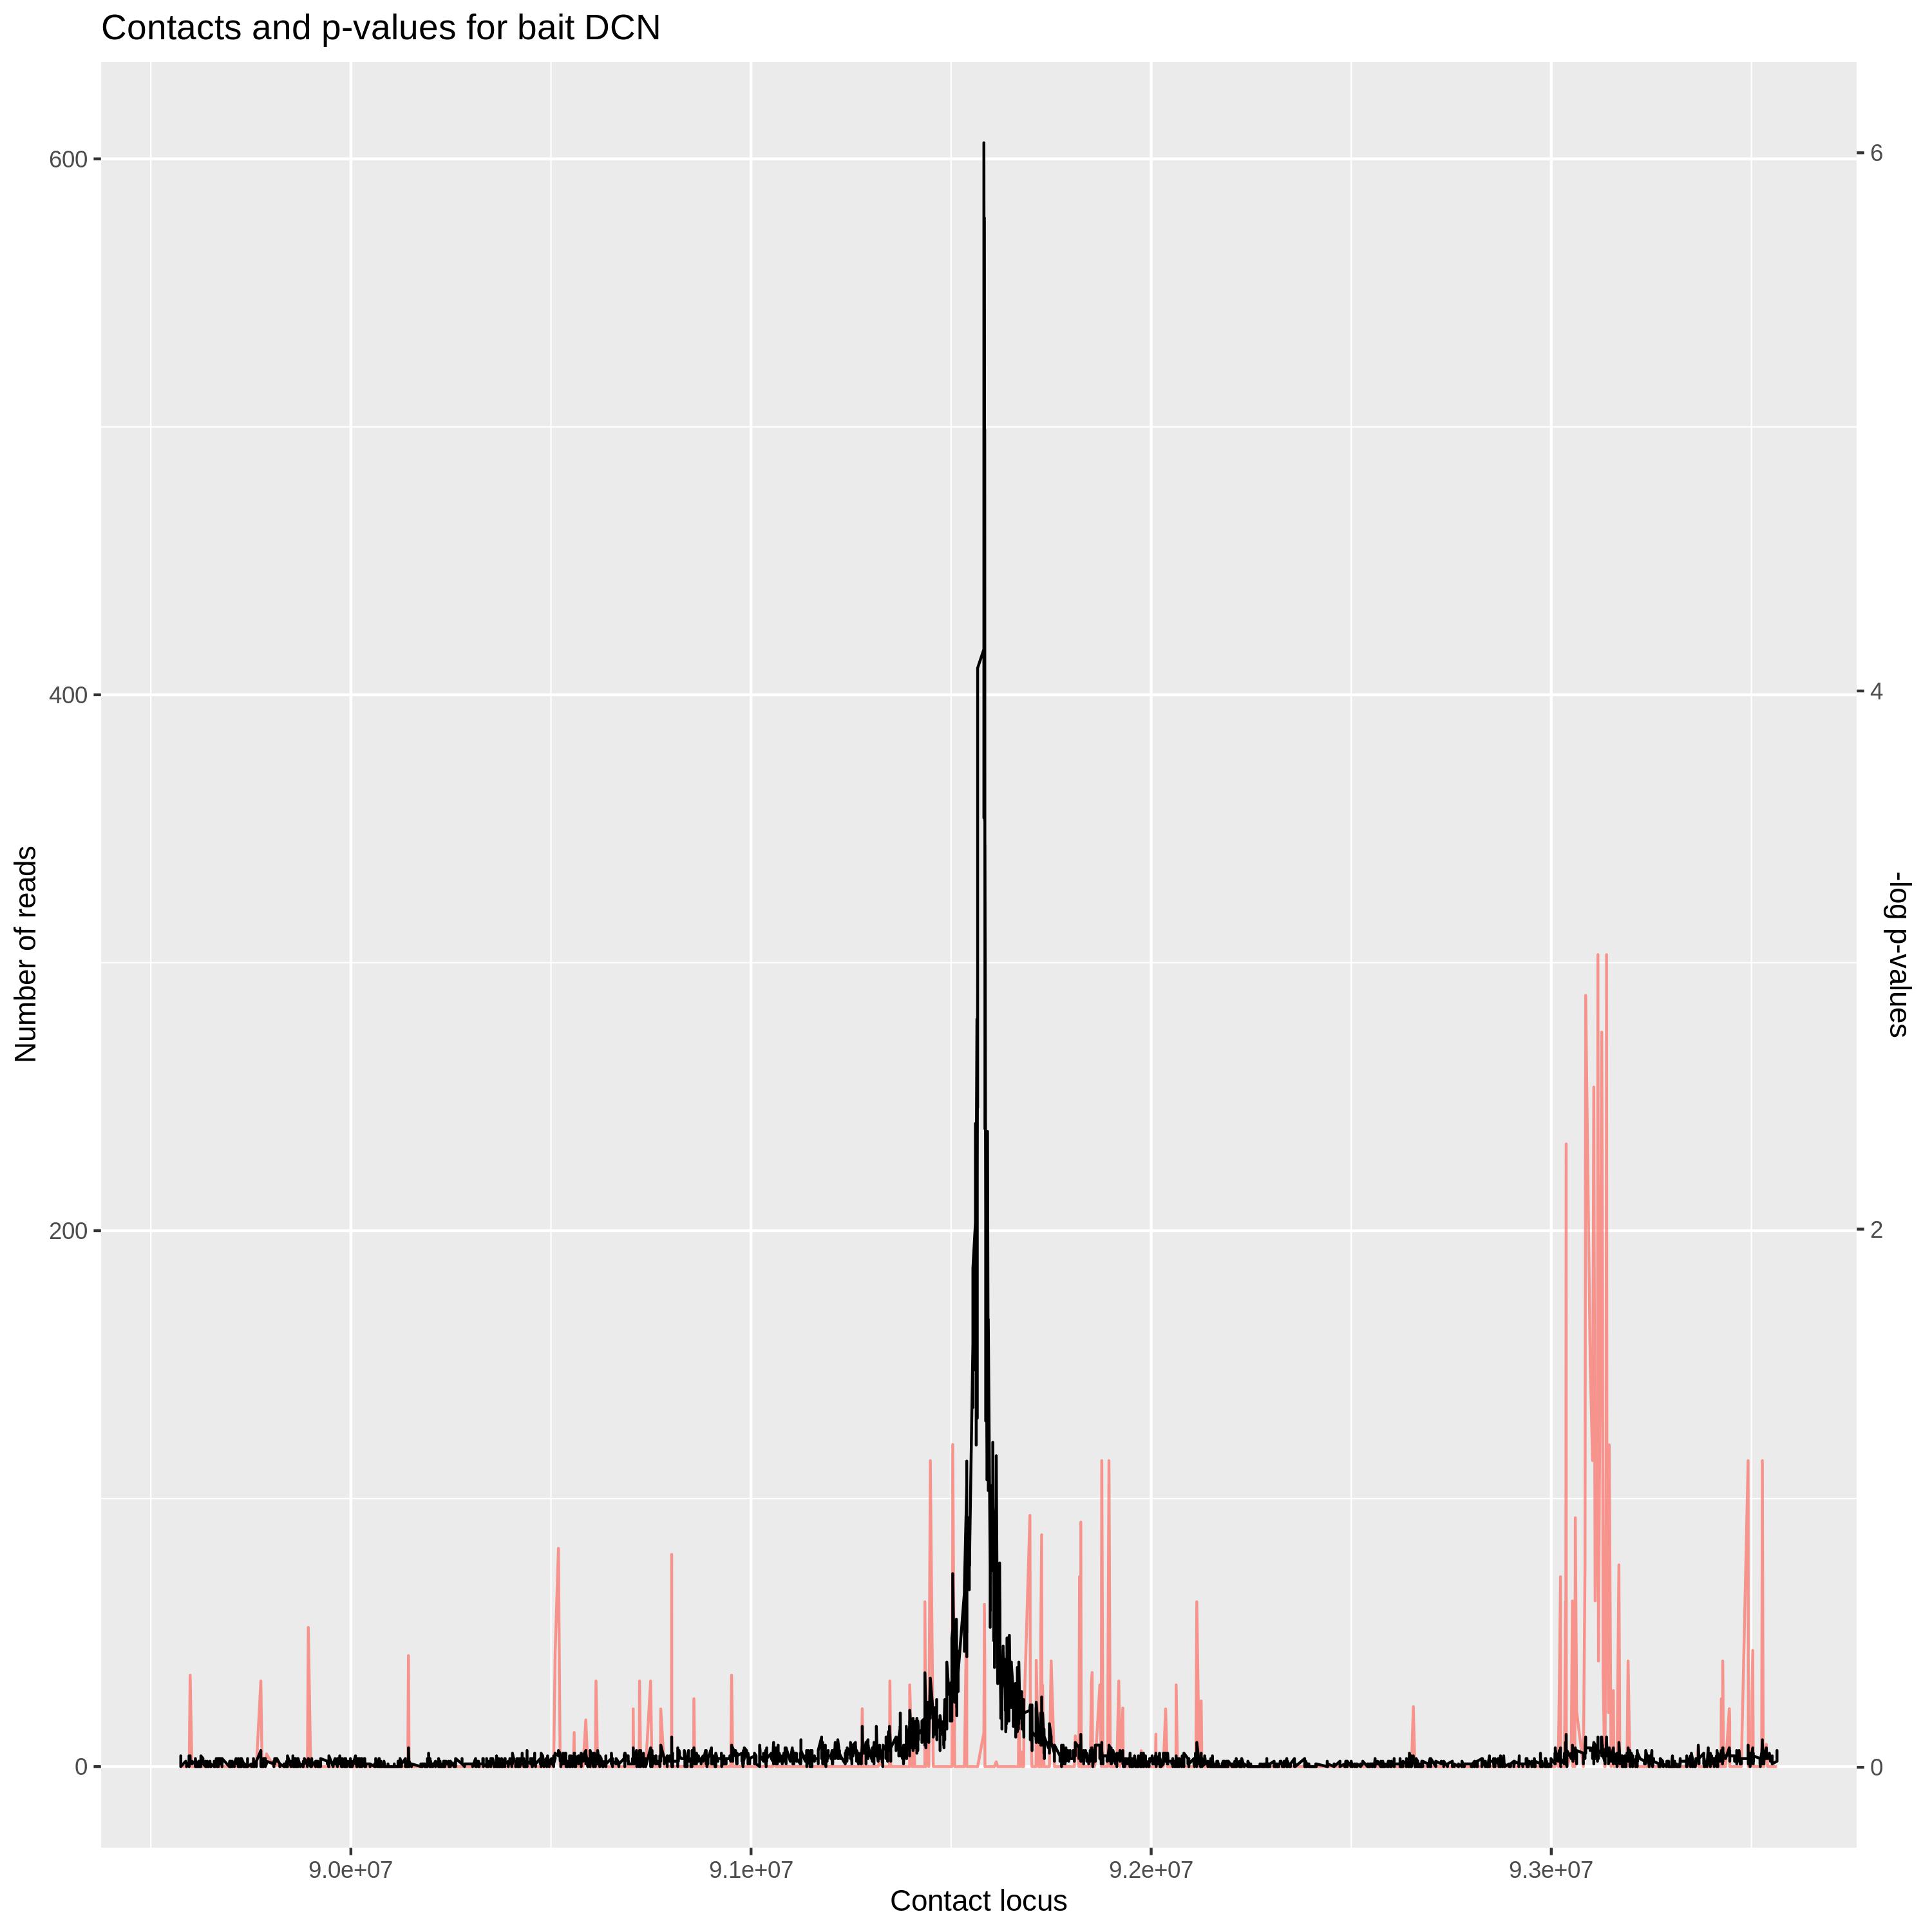 Contacts and p-values for bait DCN
600
400
200
0
Number of reads
6
4
2
0
-log p-values
9.0e+07
9.1e+07
9.2e+07
9.3e+07
Contact locus